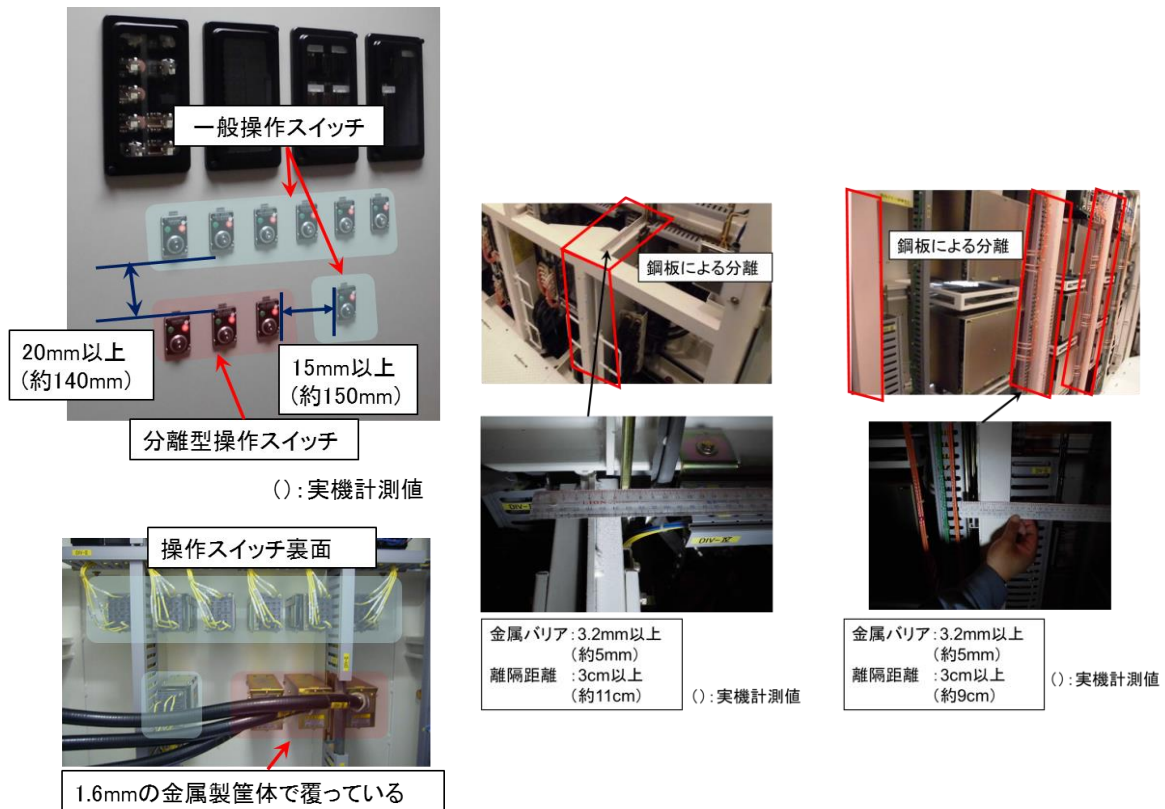 一般操作スイッチ
20mm以上
(約140mm)
15mm以上
(約150mm)
分離型操作スイッチ
():実機計測値
操作スイッチ裏面
1.6mmの金属製筐体で覆っている
鋼板による分離
DIV-
DIV-Ⅳ
金属バリア:3.2mm以上
(約5mm)
離隔距離 :3cm以上
(約11cm)
():実機計測値
鋼板による分離
金属バリア:3.2mm以上
(約5mm)
離隔距離 :3cm以上
(約9cm)
():実機計測値